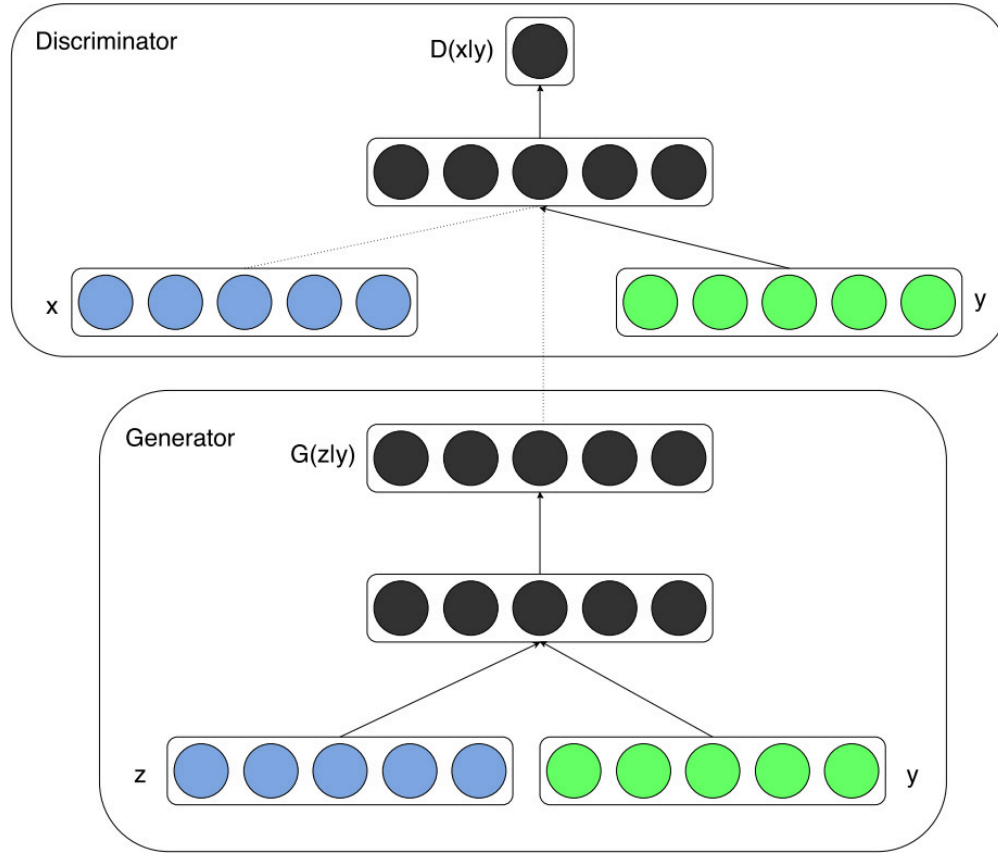 Discriminator
D(x|y)
x
y
Generator
G(z|y)
z
y